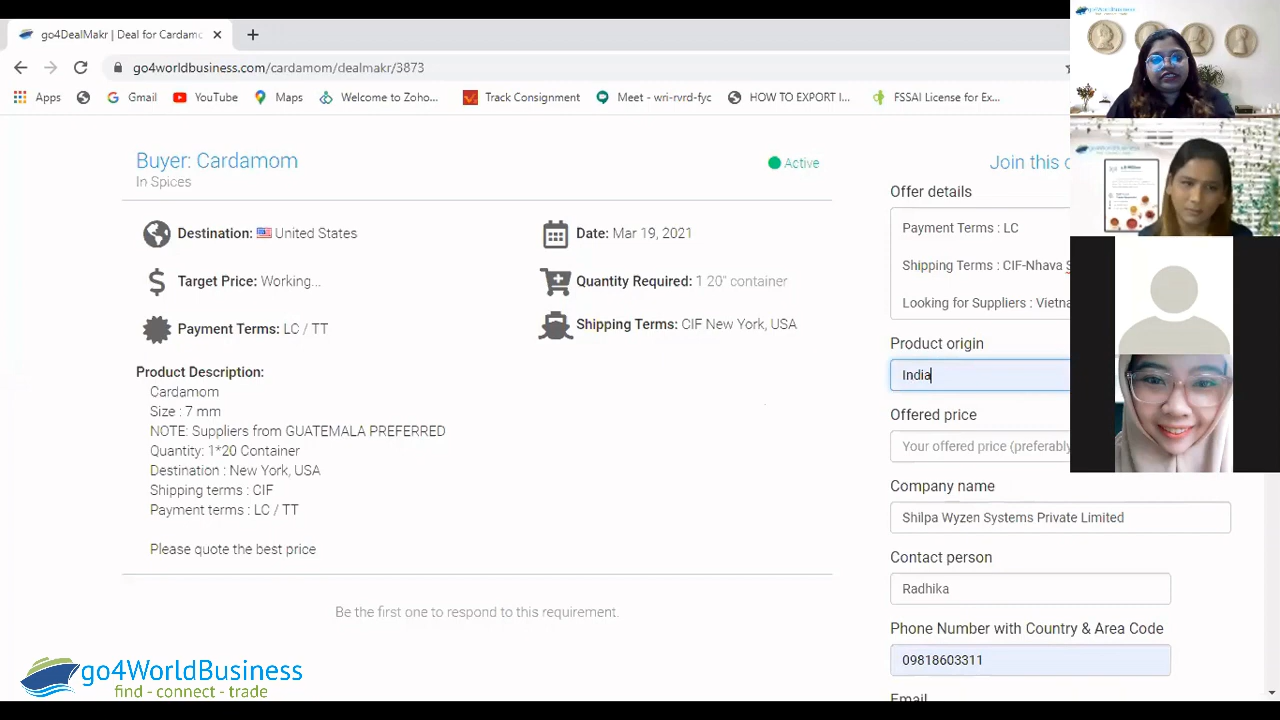 go4DealMakr | Deal for Cardamo
go4worldbusiness.com/cardamom/dealmakr/3873
Apps
Gmail
YouTube
Maps
Welcome to Zoho...
Track Consignment
Meet - wri-rvrd-fyc
HOW TO EXPORT I...
FSSAI License for Ex...
Buyer: Cardamom
In Spices
Active
Destination: United States
Date: Mar 19, 2021
Target Price: Working...
Quantity Required: 1 20" container
Payment Terms: LC / TT
Shipping Terms: CIF New York, USA
Product Description:
Cardamom
Size : 7 mm
NOTE: Suppliers from GUATEMALA PREFERRED
Quantity: 1*20 Container
Destination : New York, USA
Shipping terms : CIF
Payment terms : LC / TT
Please quote the best price
Be the first one to respond to this requirement.
Join this
Offer details
Payment Terms : LC
Shipping Terms : CIF-Nhava
Looking for Suppliers : Vietna
Product origin
India
Offered price
Your offered price (preferably
Company name
Shilpa Wyzen Systems Private Limited
Contact person
Radhika
Phone Number with Country & Area Code
09818603311
Email
go4WorldBusiness
find - connect - trade
go4WorldBusiness